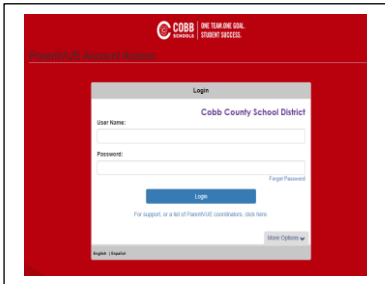 COBB
SCHOOLS
ONE TEAM. ONE GOAL.
STUDENT SUCCESS.
ParentVUE Account Access
Login
Cobb County School District
User Name:
Password:
Forgot Password
Login
For support, or a list of ParentVUE coordinators, click here.
More Options
English | Español